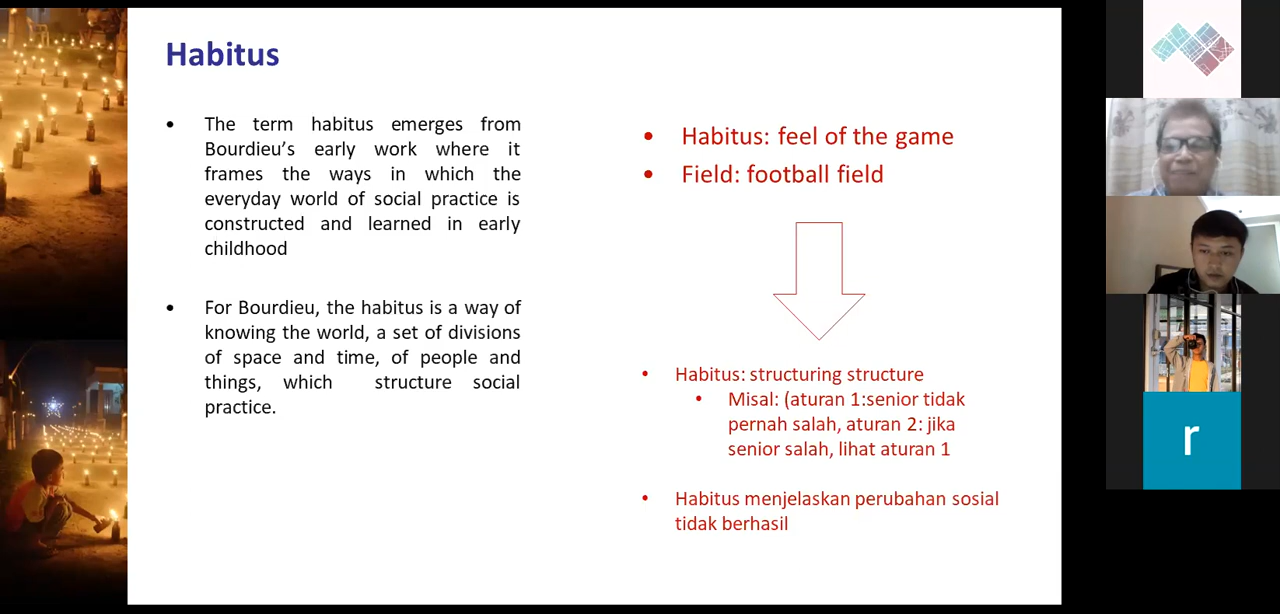 Habitus
• The term habitus emerges from
Bourdieu's early work where it
frames the ways in which the
everyday world of social practice is
constructed and learned in early
childhood
• For Bourdieu, the habitus is a way of
knowing the world, a set of divisions
of space and time, of people and
things, which structure social
practice.
• Habitus: feel of the game
• Field: football field
• Habitus: structuring structure
• Misal: (aturan 1:senior tidak
pernah salah, aturan 2: jika
senior salah, lihat aturan 1
• Habitus menjelaskan perubahan sosial
tidak berhasil
r